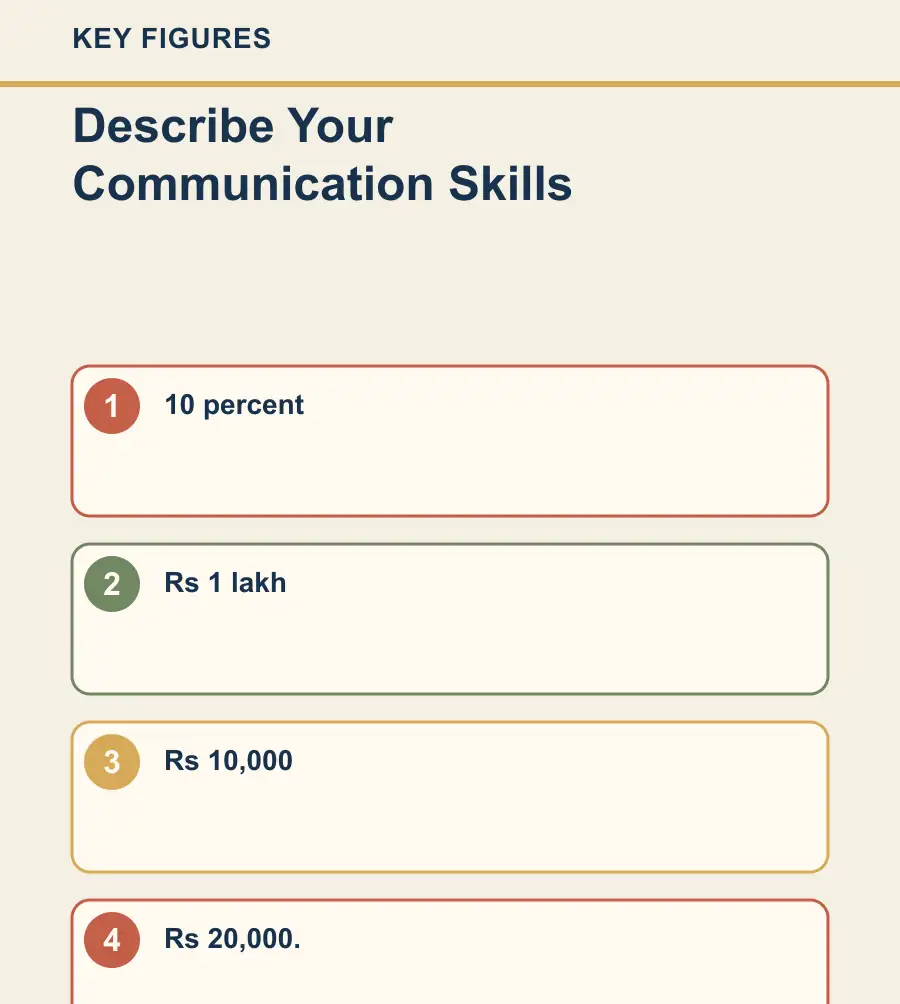 KEY FIGURES
Describe Your
Communication Skills
1 10 percent
2 Rs 1 lakh
3 Rs 10,000
4 Rs 20,000.